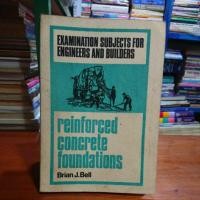 EXAMINATION SUBJECTS FOR
ENGINEERS AND BUILDERS
reinforced
concrete
foundations
Brian J. Bell